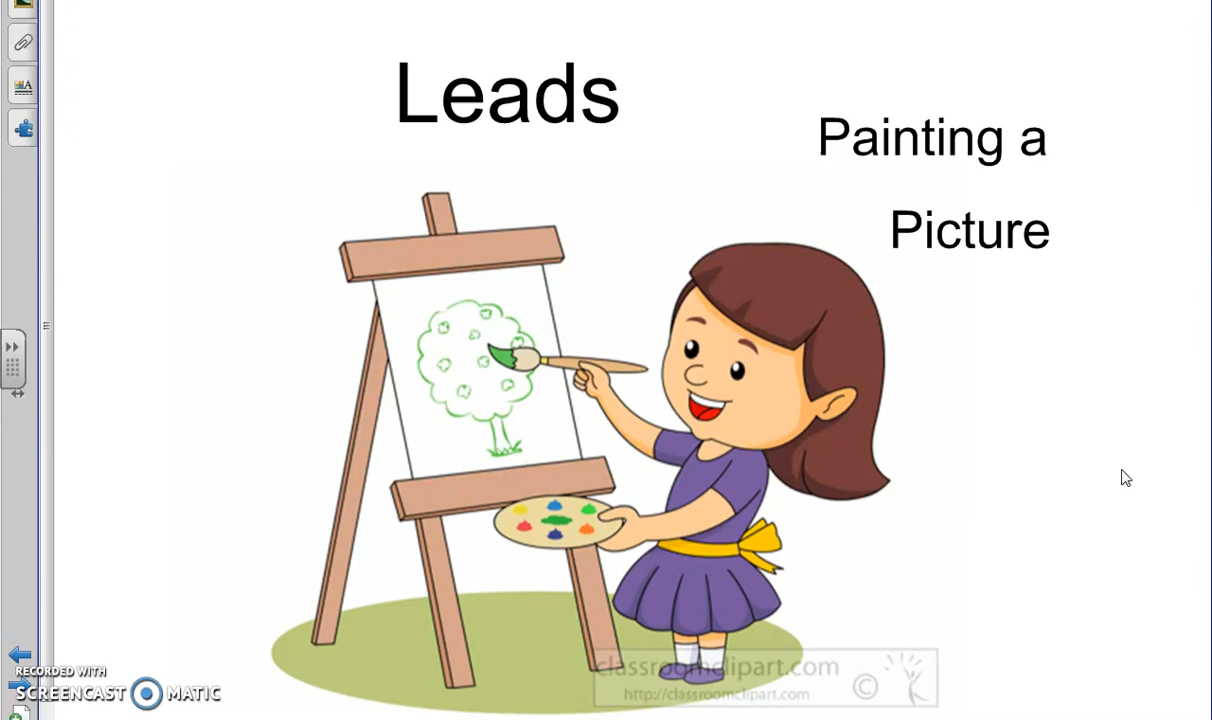 Leads
Painting a
Picture
classroomclipart.com
http://classroomclipart.com ©
RECORDED WITH
SCREENCAST MATIC